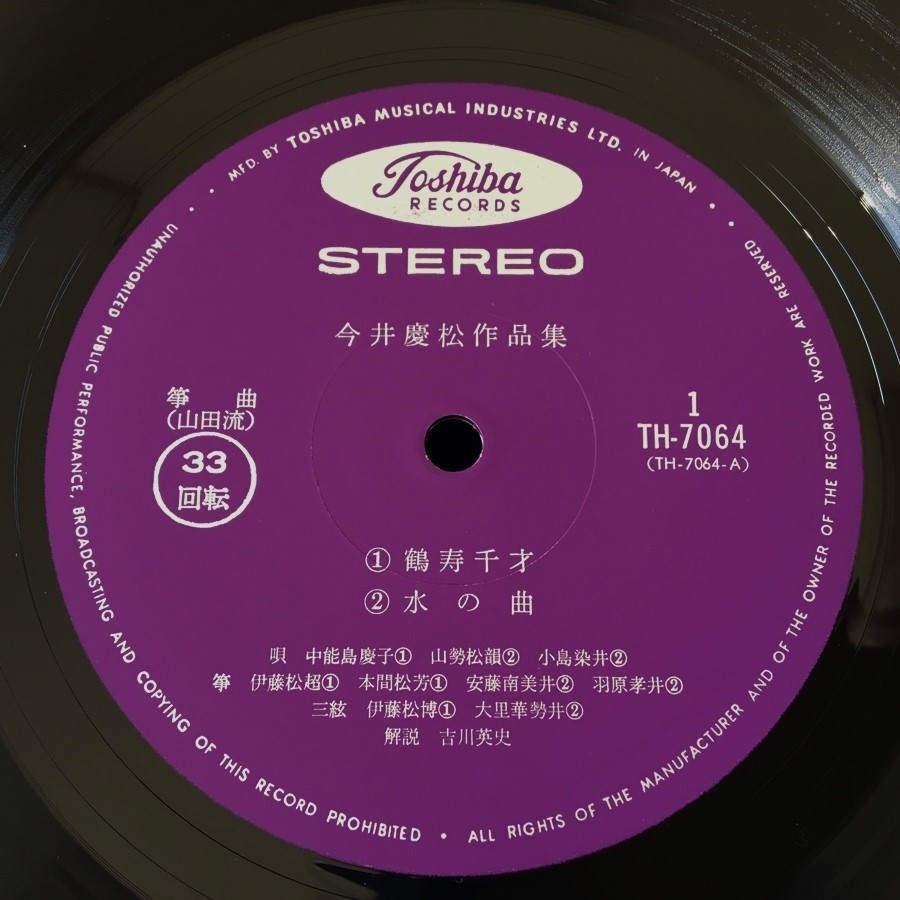 MFD. BY TOSHIBA MUSICAL INDUSTRIES LTD. IN JAPAN
Toshiba
RECORDS
STEREO
今井慶松作品集
箏 曲
(山田流)
33
回転
1
TH-7064
(TH-7064-A)
①鶴寿千才
②水の曲
唄 中能島慶子① 山勢松韻② 小島染井②
箏 伊藤松超① 本間松芳① 安藤南美井② 羽原孝井②
三絃 伊藤松博① 大里華勢井②
解説 吉川英史
UNAUTHORIZED PUBLIC PERFORMANCE, BROADCASTING AND COPYING OF THIS RECORD PROHIBITED • ALL RIGHTS OF THE MANUFACTURER AND OF THE OWNER OF THE RECORDED WORK ARE RESERVED